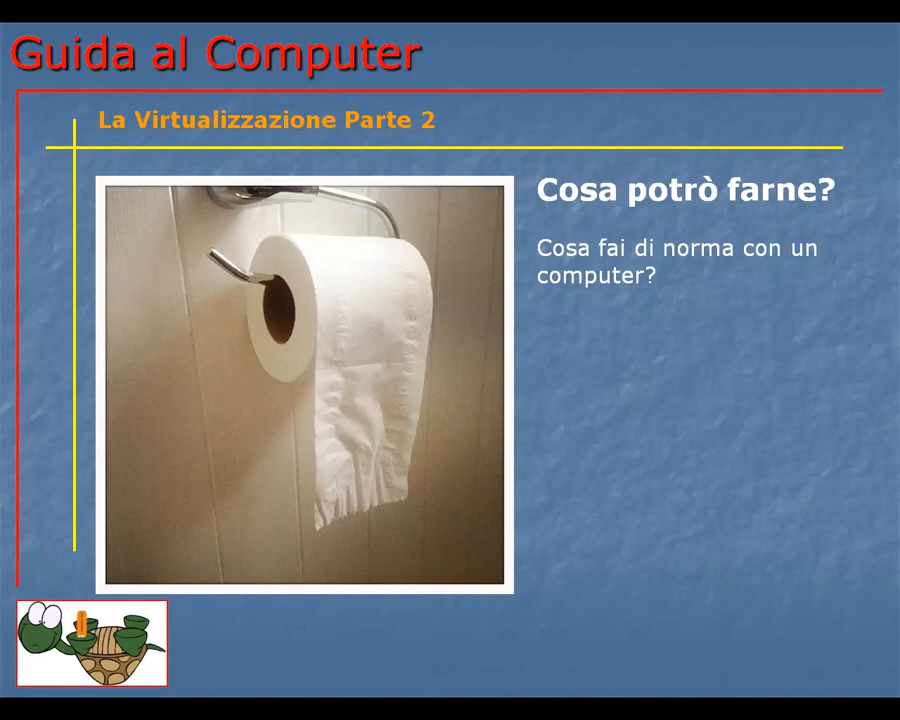 Guida al Computer
La Virtualizzazione Parte 2
Cosa potrò farne?
Cosa fai di norma con un
computer?